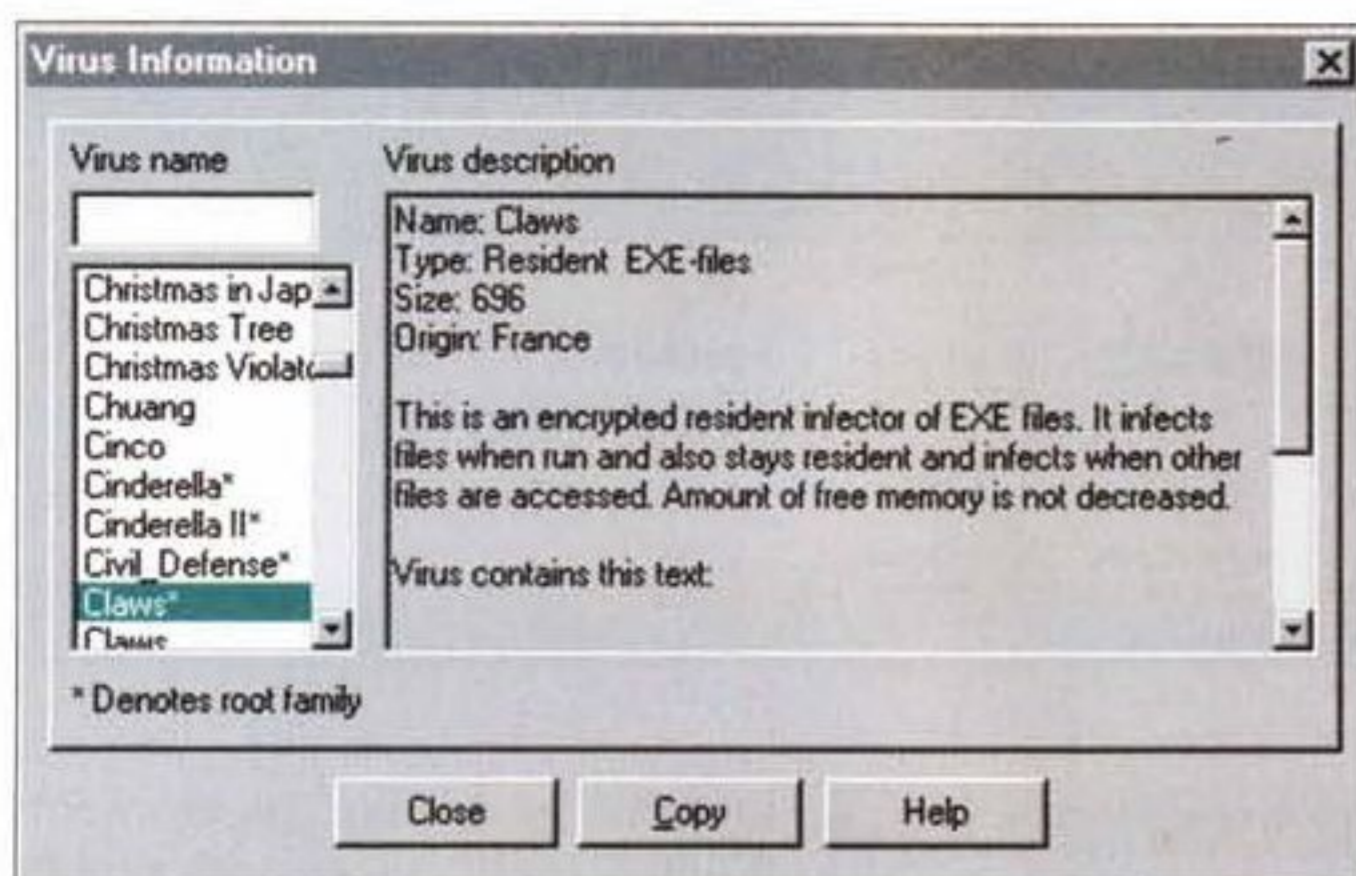 Virus Information
Virus name
Christmas in Jap
Christmas Tree
Christmas Violato
Chuang
Cinco
Cinderella*
Cinderella II*
Civil_Defense*
Claws*
Claws
* Denotes root family
Virus description
Name: Claws
Type: Resident EXE-files
Size: 696
Origin: France
This is an encrypted resident infector of EXE files. It infects
files when run and also stays resident and infects when other
files are accessed. Amount of free memory is not decreased.
Virus contains this text:
Close
Copy
Help